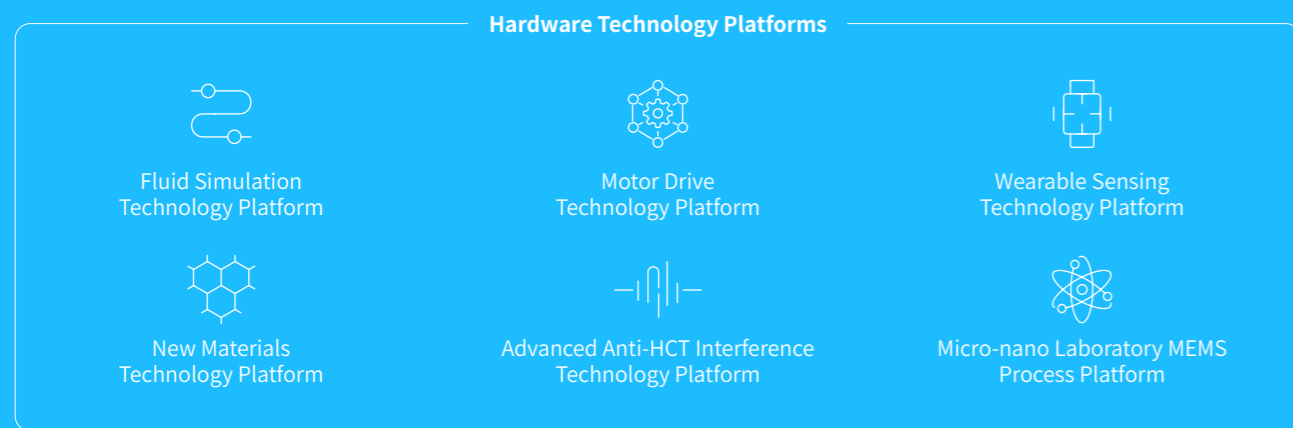 Hardware Technology Platforms
Fluid Simulation
Technology Platform
Motor Drive
Technology Platform
Wearable Sensing
Technology Platform
New Materials
Technology Platform
Advanced Anti-HCT Interference
Technology Platform
Micro-nano Laboratory MEMS
Process Platform